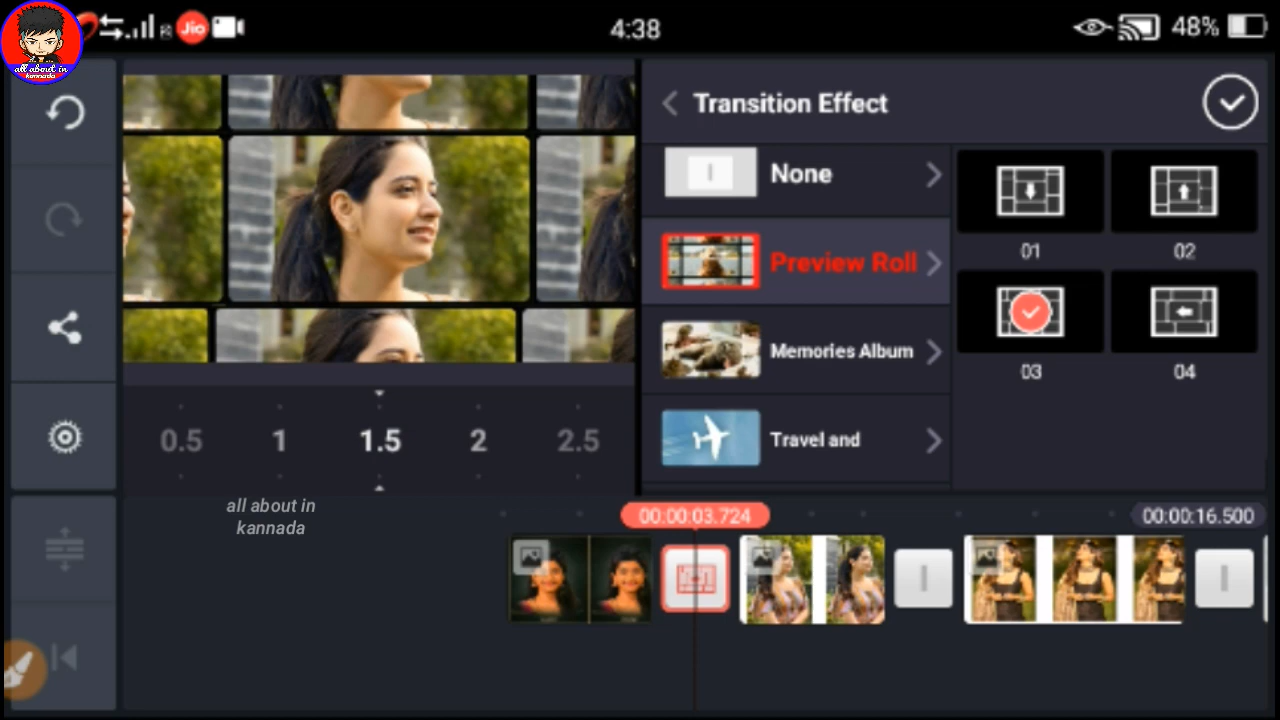 Jio
4:38
48%
all about in
kannada
Transition Effect
None
Preview Roll
Memories Album
Travel and
01
02
03
04
0.5
1
1.5
2
2.5
all about in
kannada
00:00:03.724
00:00:16.500